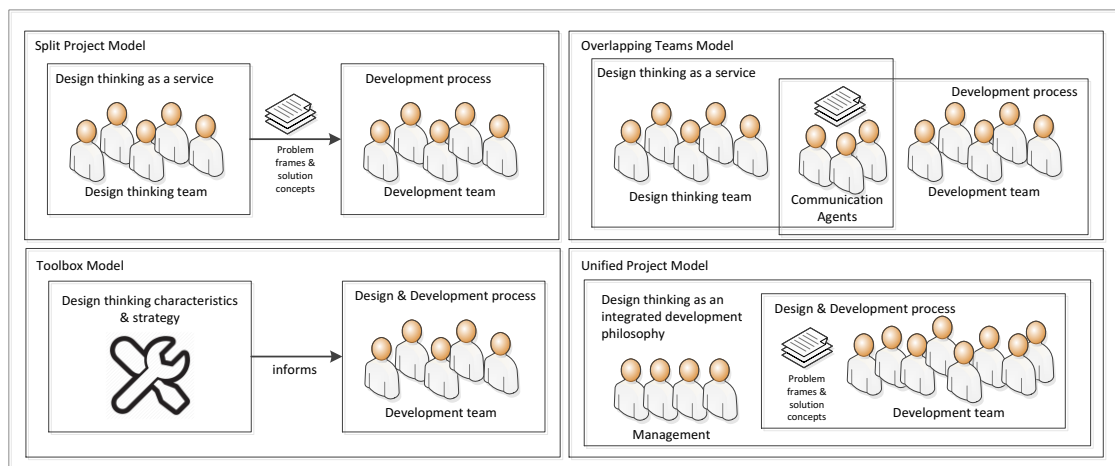 Split Project Model
Design thinking as a service
Design thinking team
Problem
frames &
solution
concepts
Development process
Development team
Overlapping Teams Model
Design thinking as a service
Design thinking team
Communication
Agents
Development process
Development team
Toolbox Model
Design thinking characteristics
& strategy
informs
Design & Development process
Development team
Unified Project Model
Design thinking as an
integrated development
philosophy
Management
Design & Development process
Problem
frames &
solution
concepts
Development team